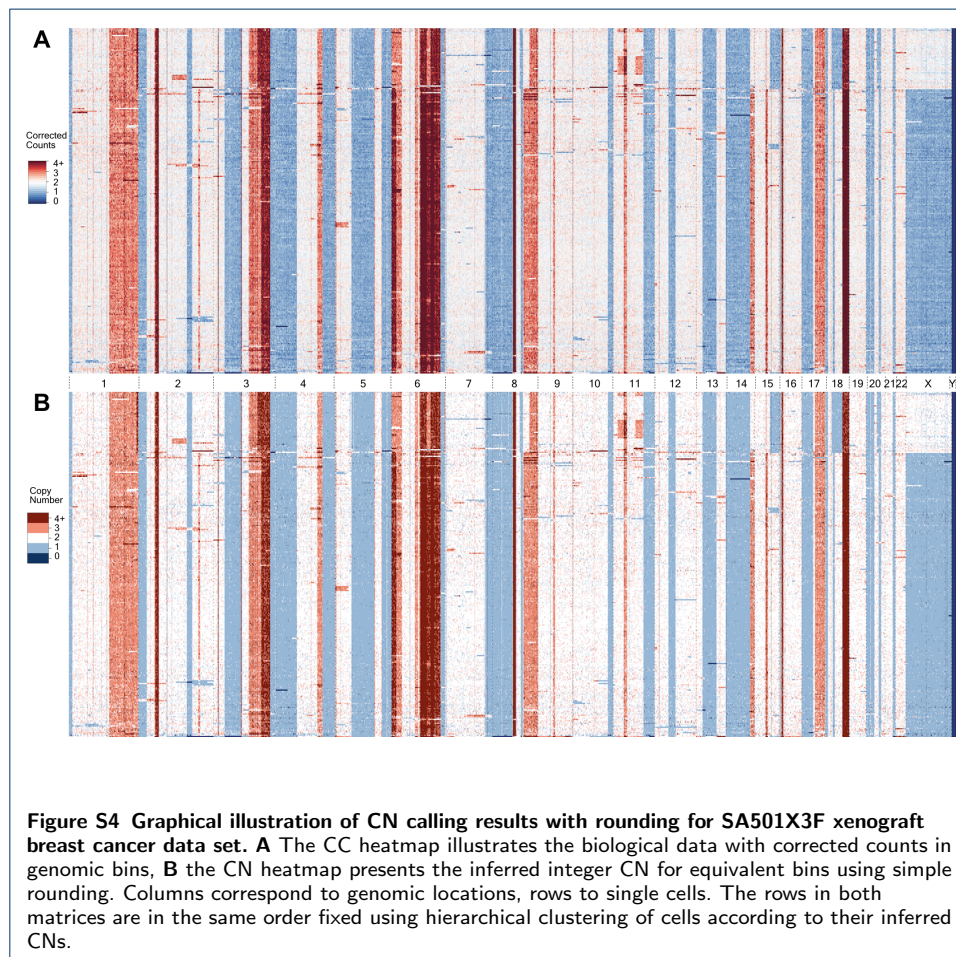 A
Corrected
Counts
4+
3
2
1
0
1 2 3 4 5 6 7 8 9 10 11 12 13 14 15 16 17 18 19 20 21 22 X Y
B
Copy
Number
4+
3
2
1
0
Figure S4 Graphical illustration of CN calling results with rounding for SA501X3F xenograft
breast cancer data set. A The CC heatmap illustrates the biological data with corrected counts in
genomic bins, B the CN heatmap presents the inferred integer CN for equivalent bins using simple
rounding. Columns correspond to genomic locations, rows to single cells. The rows in both
matrices are in the same order fixed using hierarchical clustering of cells according to their inferred
CNs.